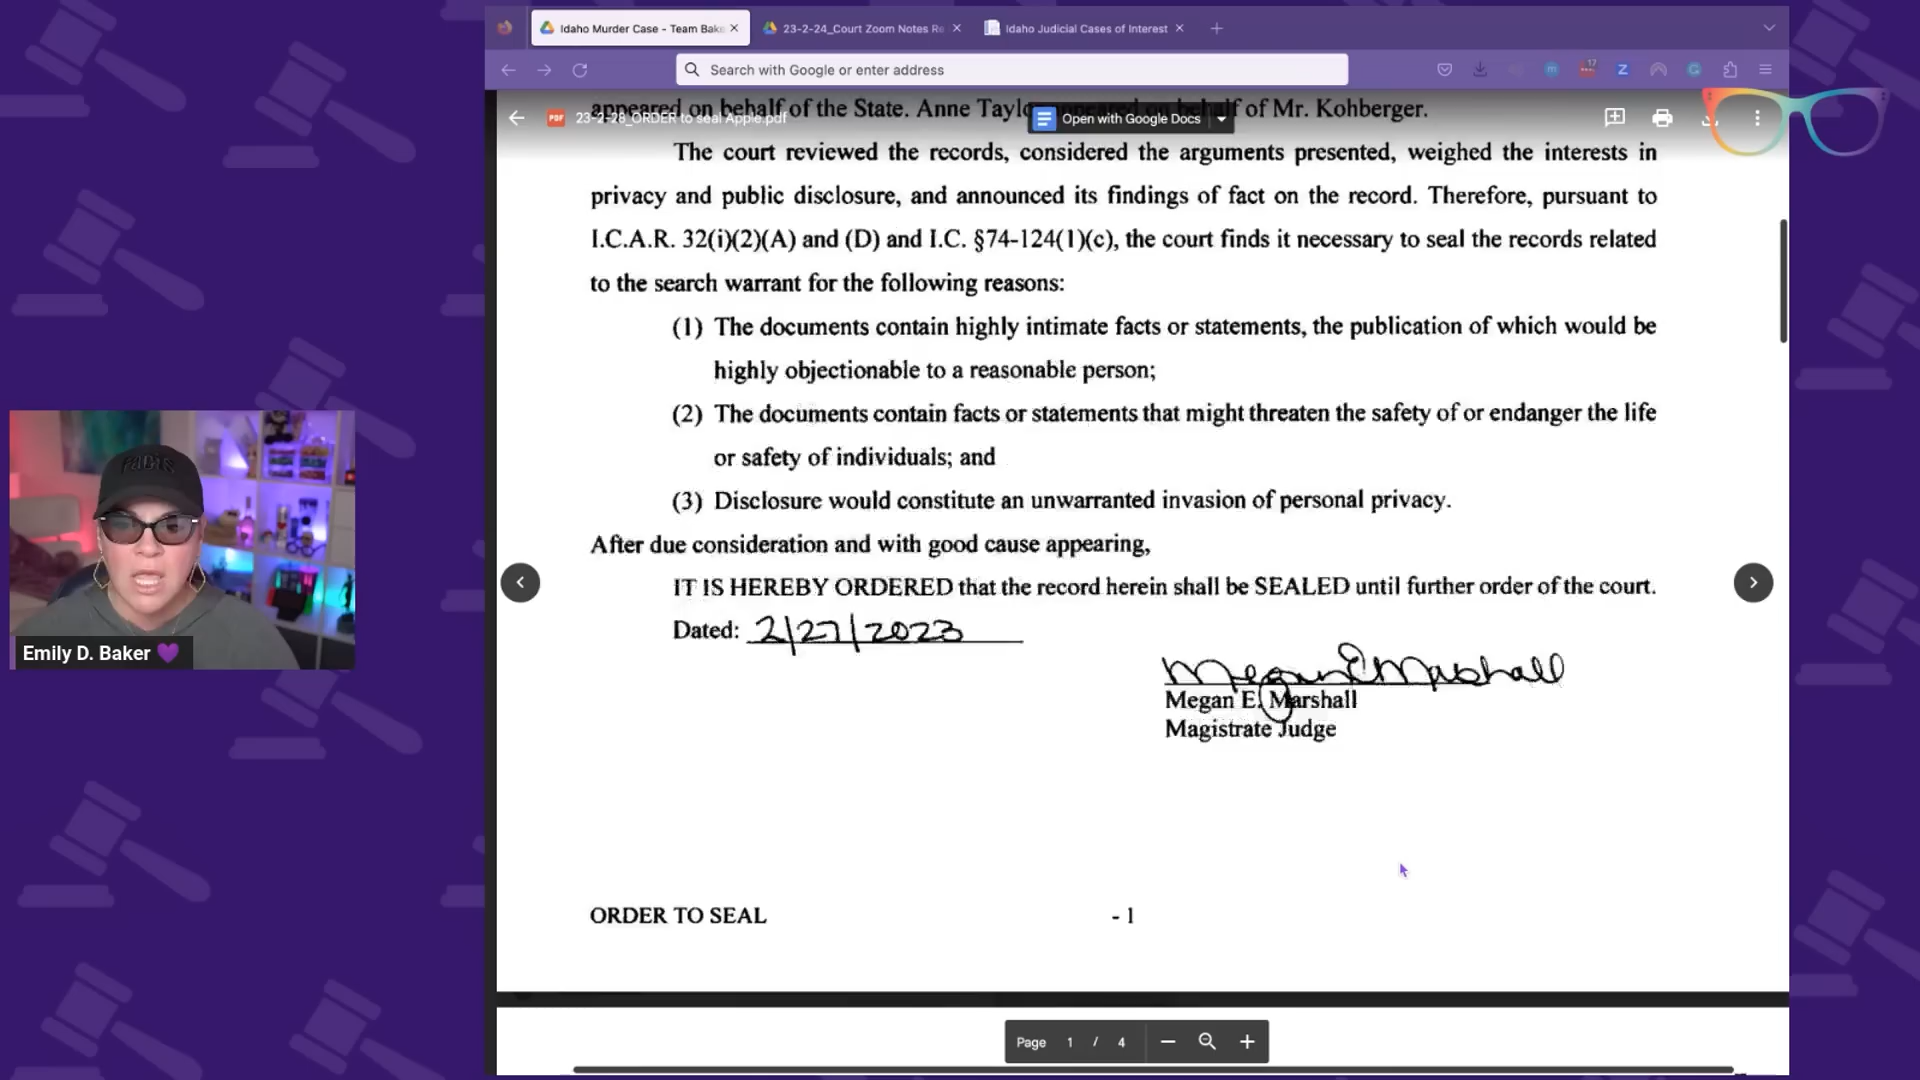 Idaho Murder Case - Team Bake
23-2-24_Court Zoom Notes Re
Idaho Judicial Cases of Interest
Search with Google or enter address
17
appeared on behalf of the State. Anne Taylo appeared on behalf of Mr. Kohberger.
PDF 23-2-28_ORDER to seal Apple.pdf
Open with Google Docs
The court reviewed the records, considered the arguments presented, weighed the interests in
privacy and public disclosure, and announced its findings of fact on the record. Therefore, pursuant to
I.C.A.R. 32(i)(2)(A) and (D) and I.C. §74-124(1)(c), the court finds it necessary to seal the records related
to the search warrant for the following reasons:
(1) The documents contain highly intimate facts or statements, the publication of which would be
highly objectionable to a reasonable person;
(2) The documents contain facts or statements that might threaten the safety of or endanger the life
or safety of individuals; and
(3) Disclosure would constitute an unwarranted invasion of personal privacy.
After due consideration and with good cause appearing,
IT IS HEREBY ORDERED that the record herein shall be SEALED until further order of the court.
Dated: 2/27/2023
Megan E Marshall
Megan E. Marshall
Magistrate Judge
ORDER TO SEAL - 1
Page 1 / 4
FACTS
Emily D. Baker 💜